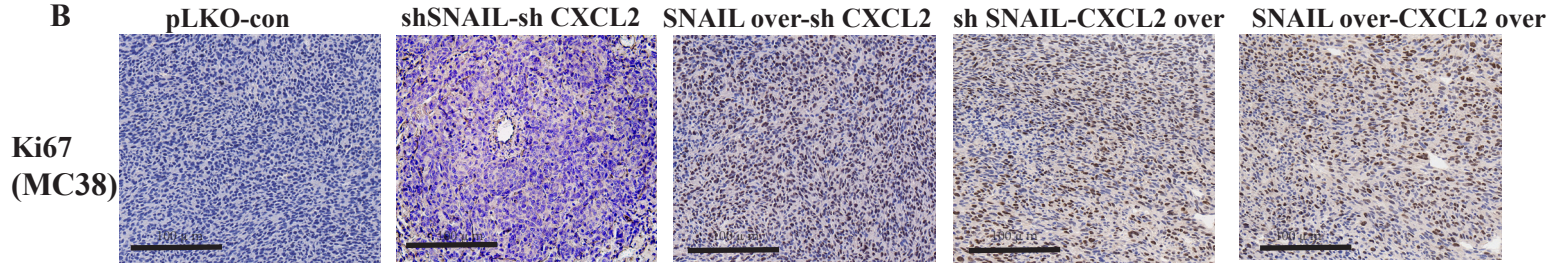 B
pLKO-con
shSNAIL-sh CXCL2
SNAIL over-sh CXCL2
sh SNAIL-CXCL2 over
SNAIL over-CXCL2 over
Ki67
(MC38)